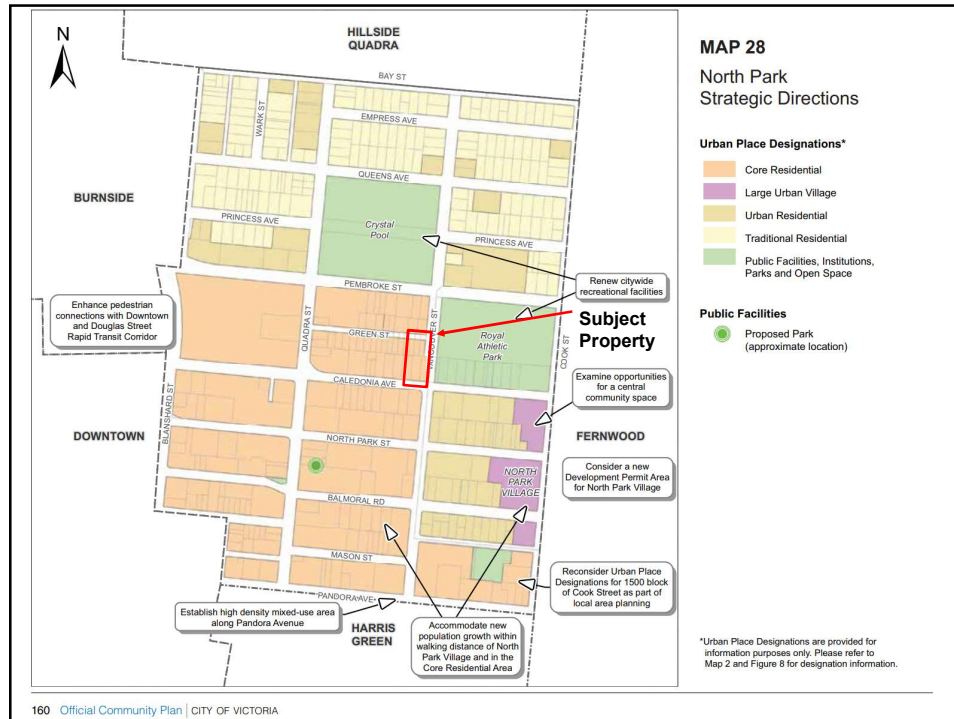 N
HILLSIDE
QUADRA
BAY ST
WARK ST
EMPRESS AVE
QUEENS AVE
BURNSIDE
PRINCESS AVE
Crystal
Pool
PRINCESS AVE
PEMBROKE ST
Renew citywide
recreational facilities
Enhance pedestrian
connections with Downtown
and Douglas Street
Rapid Transit Corridor
QUADRA ST
GREEN ST
VANCOUVER ST
Subject
Property
Royal
Athletic
Park
COOK ST
CALEDONIA AVE
Examine opportunities
for a central
community space
BLANSHARD ST
DOWNTOWN
NORTH PARK ST
FERNWOOD
NORTH
PARK
VILLAGE
Consider a new
Development Permit Area
for North Park Village
BALMORAL RD
MASON ST
Reconsider Urban Place
Designations for 1500 block
of Cook Street as part of
local area planning
PANDORA AVE
Establish high density mixed-use area
along Pandora Avenue
HARRIS
GREEN
Accommodate new
population growth within
walking distance of North
Park Village and in the
Core Residential Area
MAP 28
North Park
Strategic Directions
Urban Place Designations*
Core Residential
Large Urban Village
Urban Residential
Traditional Residential
Public Facilities, Institutions,
Parks and Open Space
Public Facilities
Proposed Park
(approximate location)
*Urban Place Designations are provided for
information purposes only. Please refer to
Map 2 and Figure 8 for designation information.
160 Official Community Plan | CITY OF VICTORIA